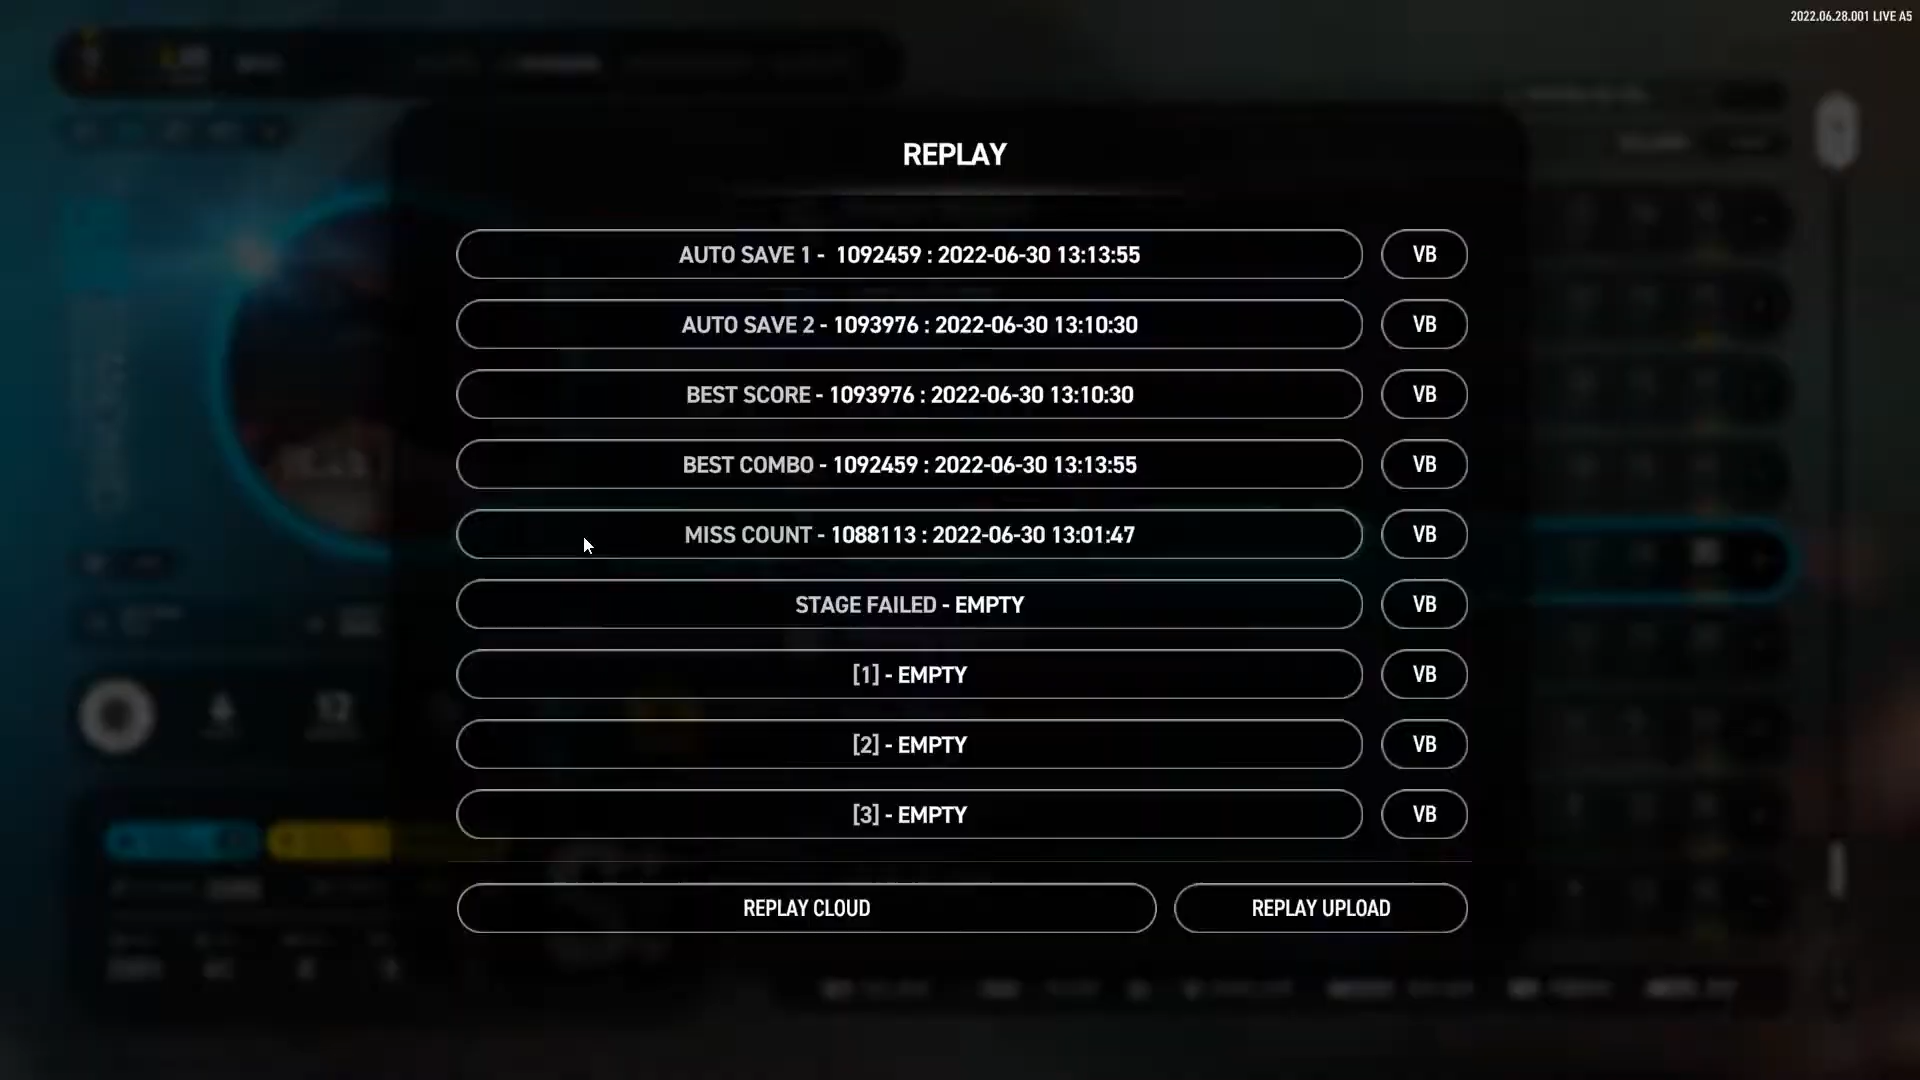 2022.06.28.001 LIVE A5
REPLAY
AUTO SAVE 1 - 1092459 : 2022-06-30 13:13:55 VB
AUTO SAVE 2 - 1093976 : 2022-06-30 13:10:30 VB
BEST SCORE - 1093976 : 2022-06-30 13:10:30 VB
BEST COMBO - 1092459 : 2022-06-30 13:13:55 VB
MISS COUNT - 1088113 : 2022-06-30 13:01:47 VB
STAGE FAILED - EMPTY VB
[1] - EMPTY VB
[2] - EMPTY VB
[3] - EMPTY VB
REPLAY CLOUD REPLAY UPLOAD